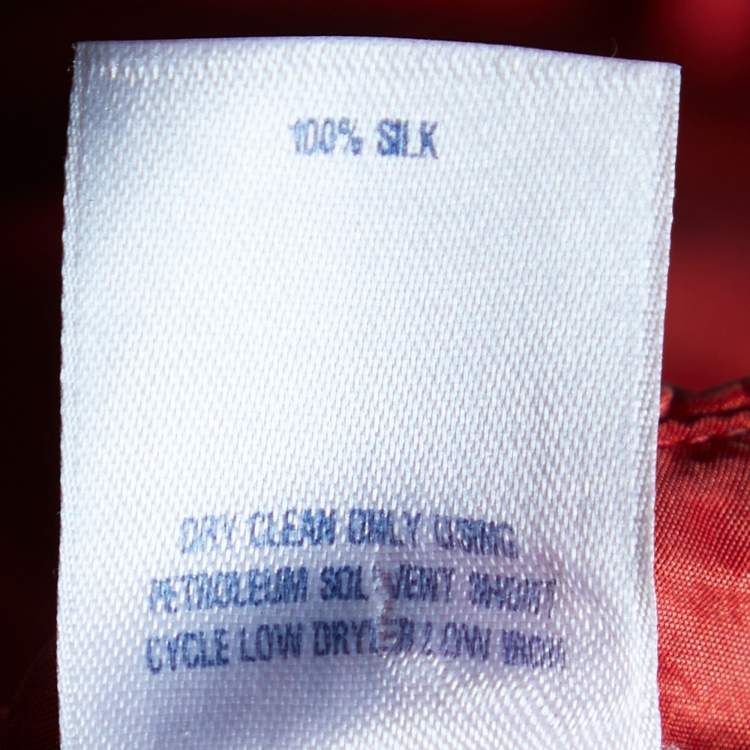 100% SILK
DRY CLEAN ONLY USING
PETROLEUM SOLVENT SHORT
CYCLE LOW DRYER LOW IRON